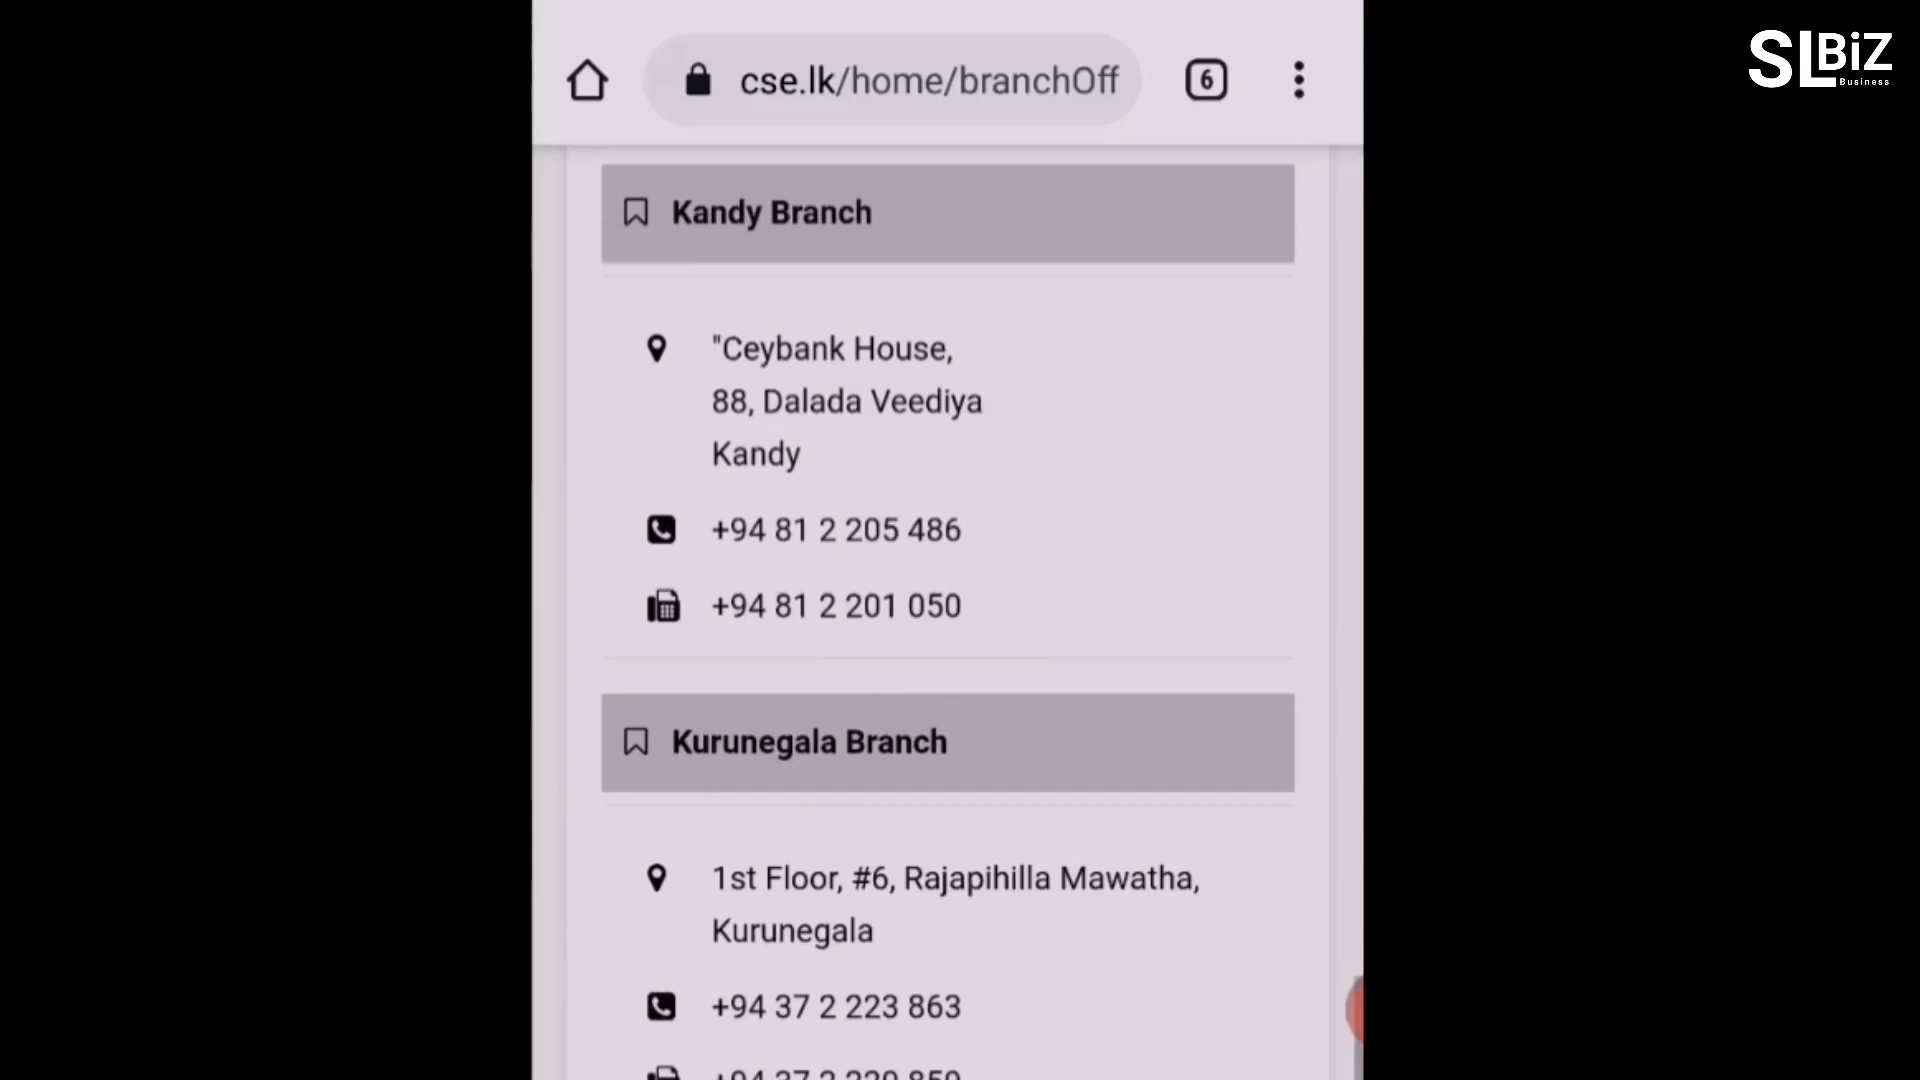 SLBiZ
Business
cse.lk/home/branchOff
6
Kandy Branch
"Ceybank House,
88, Dalada Veediya
Kandy
+94 81 2 205 486
+94 81 2 201 050
Kurunegala Branch
1st Floor, #6, Rajapihilla Mawatha,
Kurunegala
+94 37 2 223 863